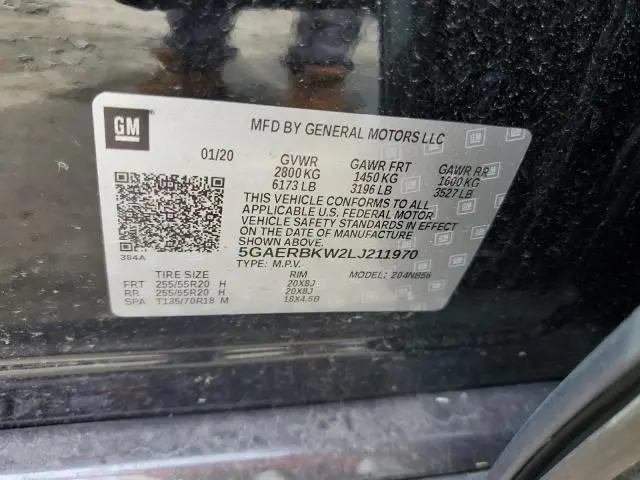 GM
MFD BY GENERAL MOTORS LLC
01/20 GVWR GAWR FRT GAWR RR
2800 KG 1450 KG 1600 KG
6173 LB 3196 LB 3527 LB
THIS VEHICLE CONFORMS TO ALL
APPLICABLE U.S. FEDERAL MOTOR
VEHICLE SAFETY STANDARDS IN EFFECT
ON THE DATE OF MANUFACTURE
SHOWN ABOVE.
384A 5GAERBKW2LJ211970
TYPE: M.P.V. MODEL: 204NB56
TIRE SIZE RIM
FRT 255/55R20 H 20X8J
RR 255/55R20 H 20X8J
SPA T135/70R18 M 18X4.5B